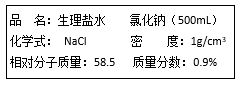 品 名：生理盐水 氯化钠（500mL）
化学式： NaCl 密 度：1g/cm³
相对分子质量：58.5 质量分数：0.9%